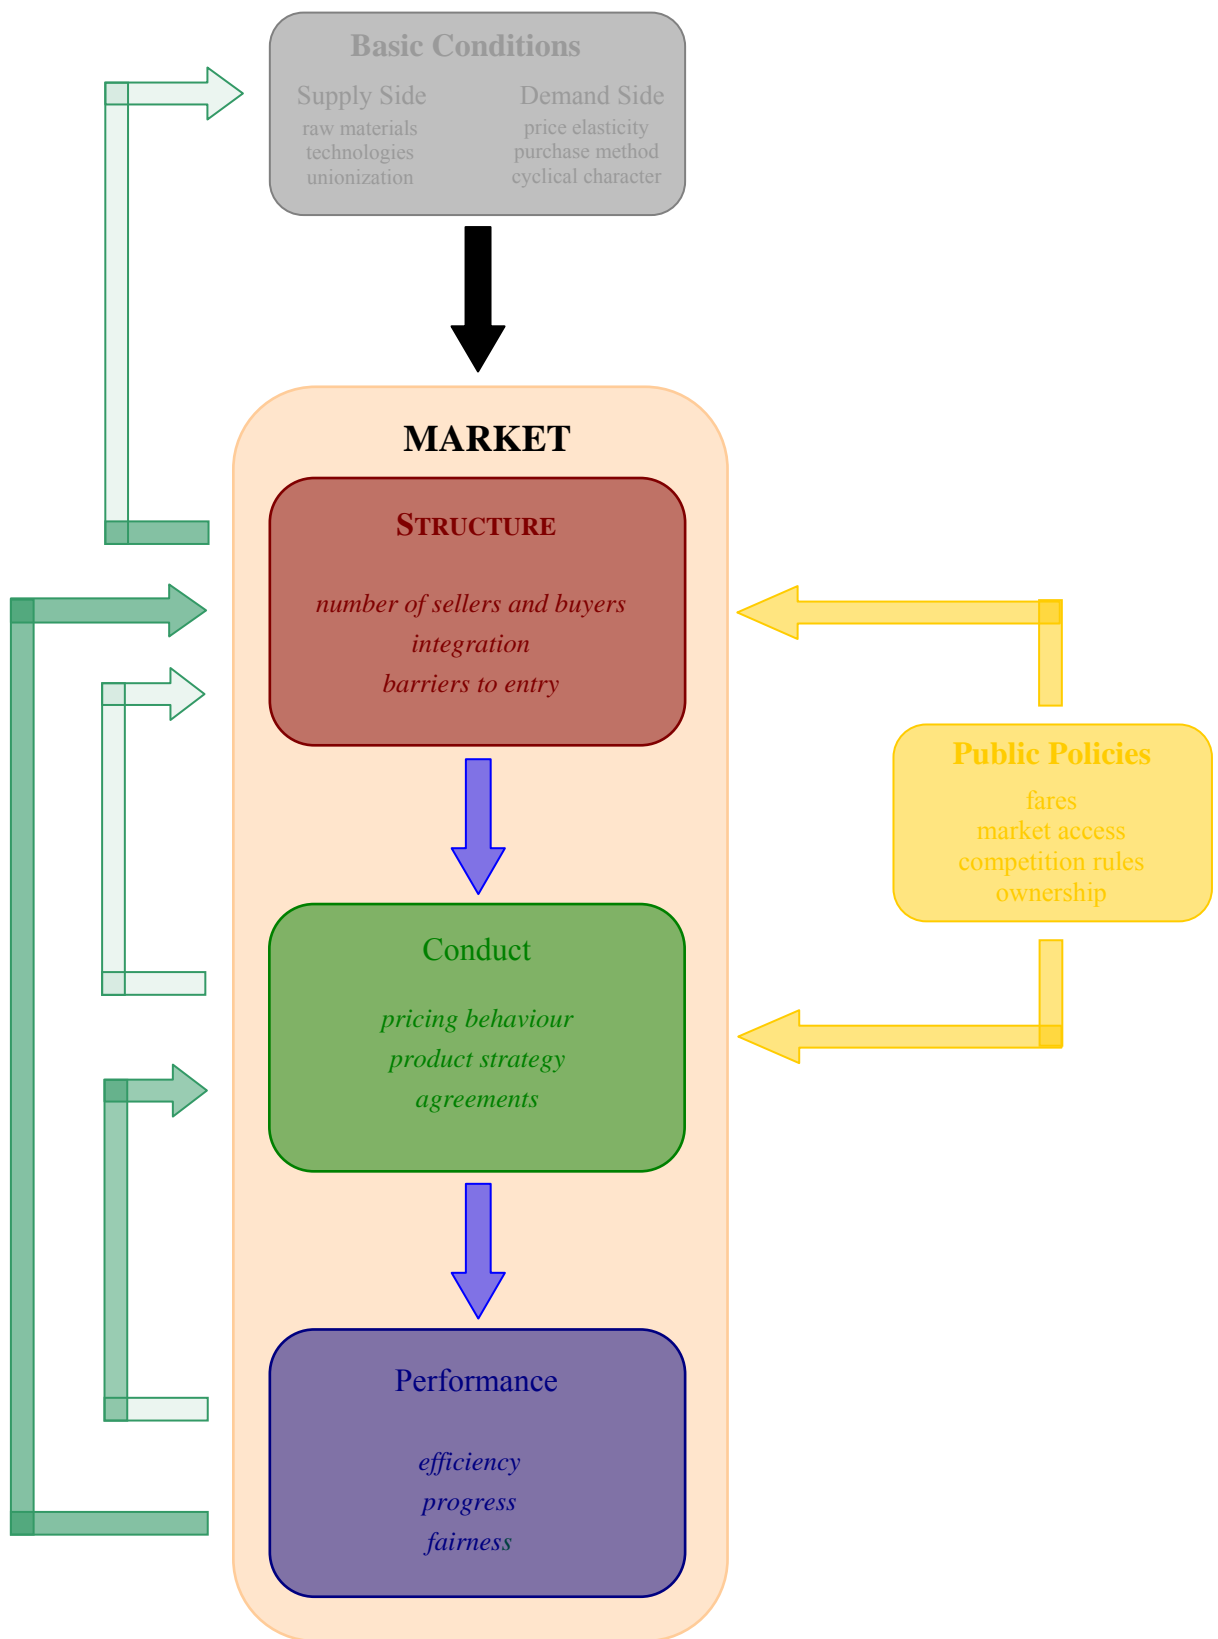 Basic Conditions
Supply Side
raw materials
technologies
unionization
Demand Side
price elasticity
purchase method
cyclical character
MARKET
STRUCTURE
number of sellers and buyers
integration
barriers to entry
Public Policies
fares
market access
competition rules
ownership
Conduct
pricing behaviour
product strategy
agreements
Performance
efficiency
progress
fairness